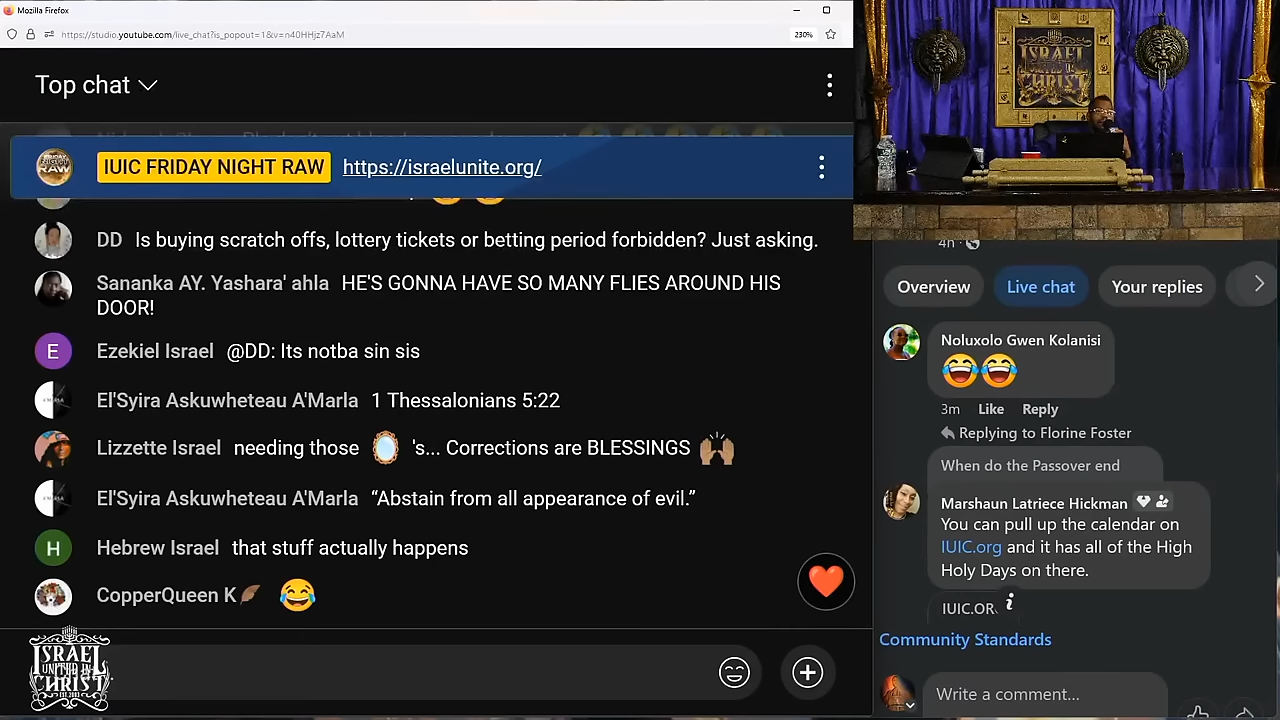 Mozilla Firefox
https://studio.youtube.com/live_chat?is_popout=1&v=n40HHjz7AaM
230%
Top chat
IUIC FRIDAY NIGHT RAW https://israelunite.org/
DD Is buying scratch offs, lottery tickets or betting period forbidden? Just asking.
Sananka AY. Yashara' ahla HE'S GONNA HAVE SO MANY FLIES AROUND HIS
DOOR!
E Ezekiel Israel @DD: Its notba sin sis
El'Syira Askuwheteau A'Marla 1 Thessalonians 5:22
Lizzette Israel needing those 🪞 's... Corrections are BLESSINGS 🙌🏽
El'Syira Askuwheteau A'Marla “Abstain from all appearance of evil.”
H Hebrew Israel that stuff actually happens
CopperQueen K🍂 😂
ISRAEL
UNITED IN
CHRIST
EST. 2003
ISRAEL
UNITED IN
CHRIST
4h
Overview
Live chat
Your replies
Noluxolo Gwen Kolanisi
😂😂
3m Like Reply
Replying to Florine Foster
When do the Passover end
Marshaun Latriece Hickman
You can pull up the calendar on
IUIC.org and it has all of the High
Holy Days on there.
IUIC.OR
Community Standards
Write a comment...